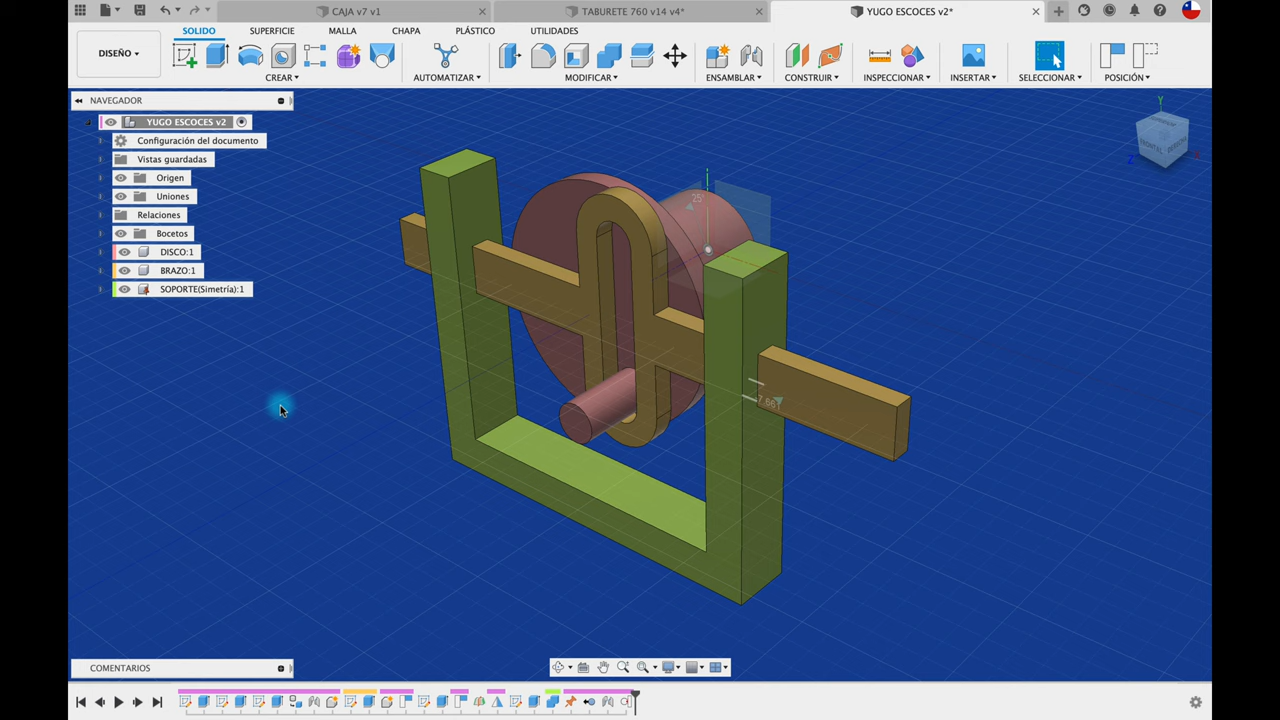 CAJA v7 v1
TABURETE 760 v14 v4*
YUGO ESCOCES v2*
SOLIDO
SUPERFICIE
MALLA
CHAPA
PLÁSTICO
UTILIDADES
DISEÑO
CREAR
AUTOMATIZAR
MODIFICAR
ENSAMBLAR
CONSTRUIR
INSPECCIONAR
INSERTAR
SELECCIONAR
POSICIÓN
NAVEGADOR
YUGO ESCOCES v2
Configuración del documento
Vistas guardadas
Origen
Uniones
Relaciones
Bocetos
DISCO:1
BRAZO:1
SOPORTE(Simetría):1
Y
Z
FRONTAL
25°
COMENTARIOS